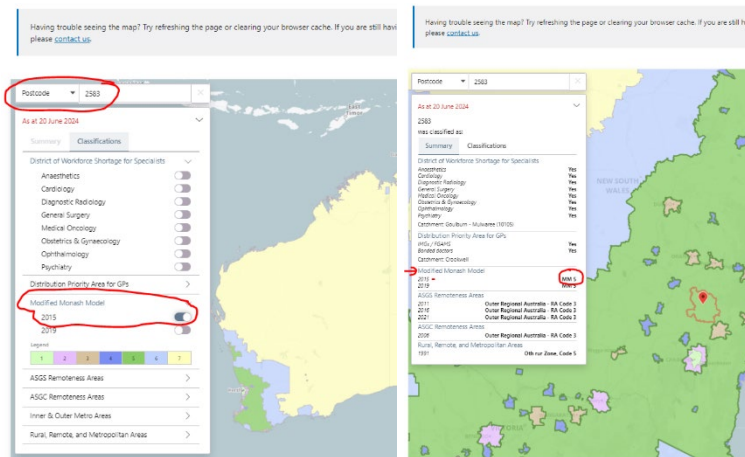 Having trouble seeing the map? Try refreshing the page or clearing your browser cache. If you are still havi
please contact us.
Postcode 2583
As at 20 June 2024
Summary Classifications
District of Workforce Shortage for Specialists
Anaesthetics
Cardiology
Diagnostic Radiology
General Surgery
Medical Oncology
Obstetrics & Gynaecology
Ophthalmology
Psychiatry
Distribution Priority Area for GPs
Modified Monash Model
2015
2019
Legend
1 2 3 4 5 6 7
ASGS Remoteness Areas
ASGC Remoteness Areas
Inner & Outer Metro Areas
Rural, Remote, and Metropolitan Areas
East
Timor
Having trouble seeing the map? Try refreshing the page or clearing your browser cache. If you are still h
please contact us.
Postcode 2583
As at 20 June 2024
2583
was classified as:
Summary Classifications
District of Workforce Shortage for Specialists
Anaesthetics Yes
Cardiology Yes
Diagnostic Radiology Yes
General Surgery Yes
Medical Oncology Yes
Obstetrics & Gynaecology Yes
Ophthalmology Yes
Psychiatry Yes
Catchment: Goulburn - Mulwaree (10105)
Distribution Priority Area for GPs
IMGs / FGAMS Yes
Bonded doctors Yes
Catchment: Crookwell
Modified Monash Model
2015 MM 5
2019 MM 5
ASGS Remoteness Areas
2011 Outer Regional Australia - RA Code 3
2016 Outer Regional Australia - RA Code 3
2021 Outer Regional Australia - RA Code 3
ASGC Remoteness Areas
2006 Outer Regional Australia - RA Code 3
Rural, Remote, and Metropolitan Areas
1991 Oth rur Zone, Code 5
NEW SOUTH
WALES
VICTORIA